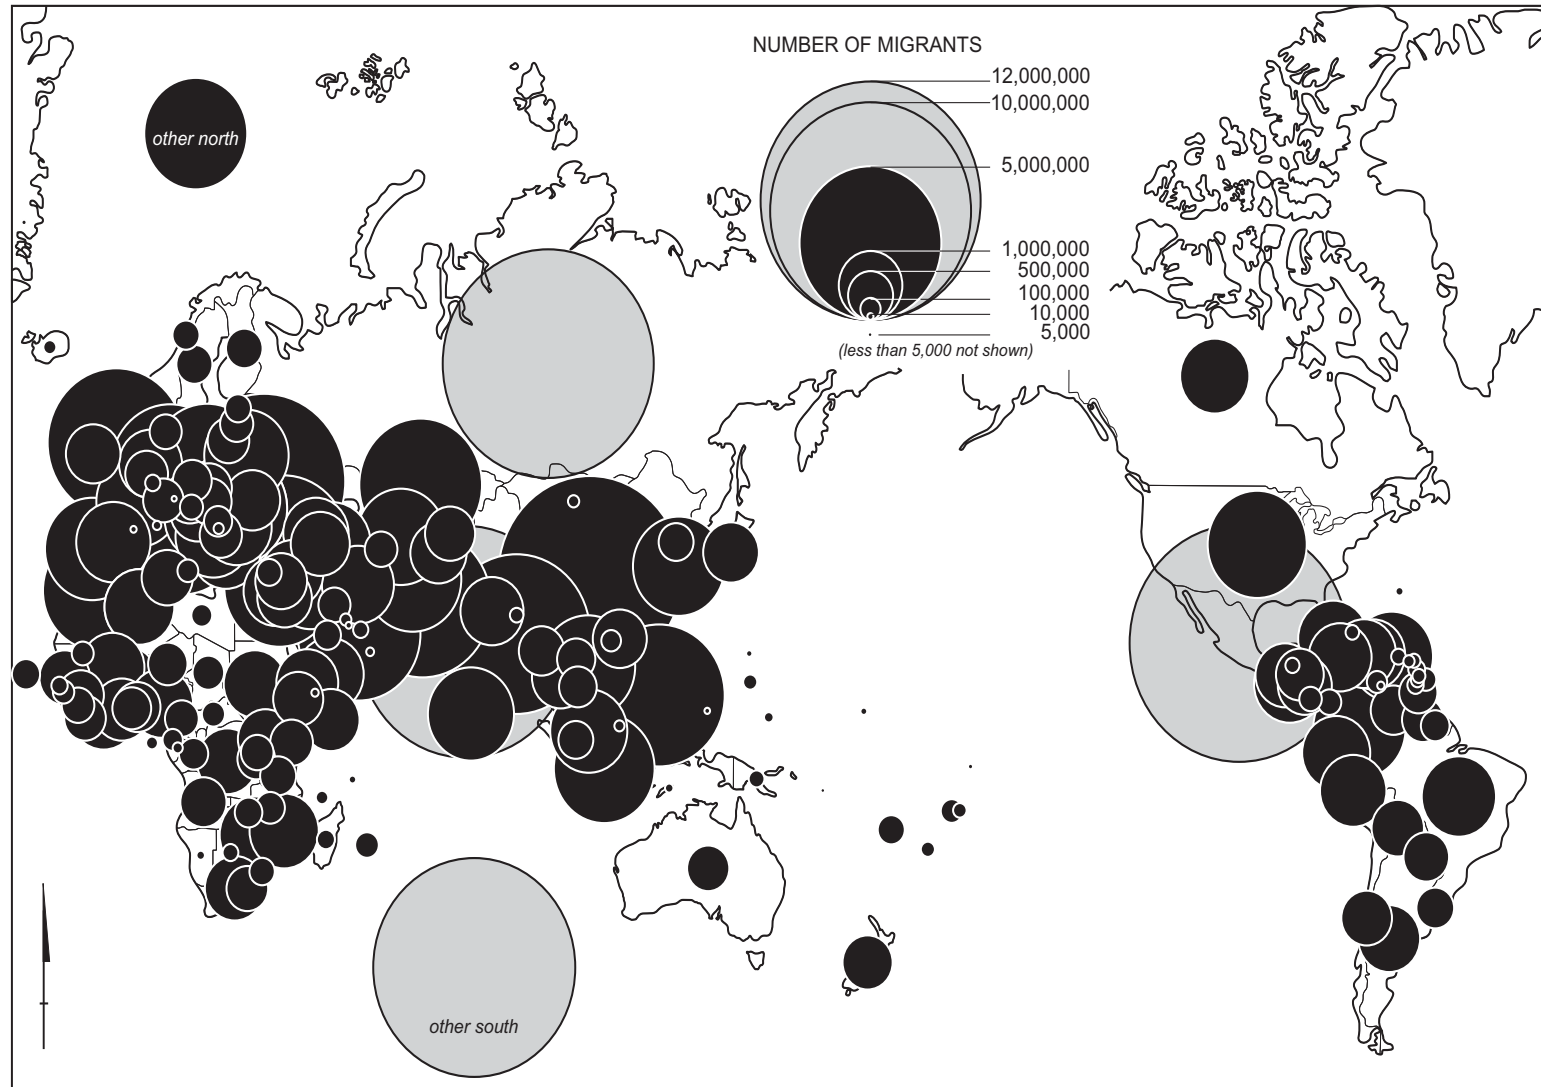 NUMBER OF MIGRANTS
12,000,000
10,000,000
other north
5,000,000
1,000,000
500,000
100,000
10,000
5,000
(less than 5,000 not shown)
other south